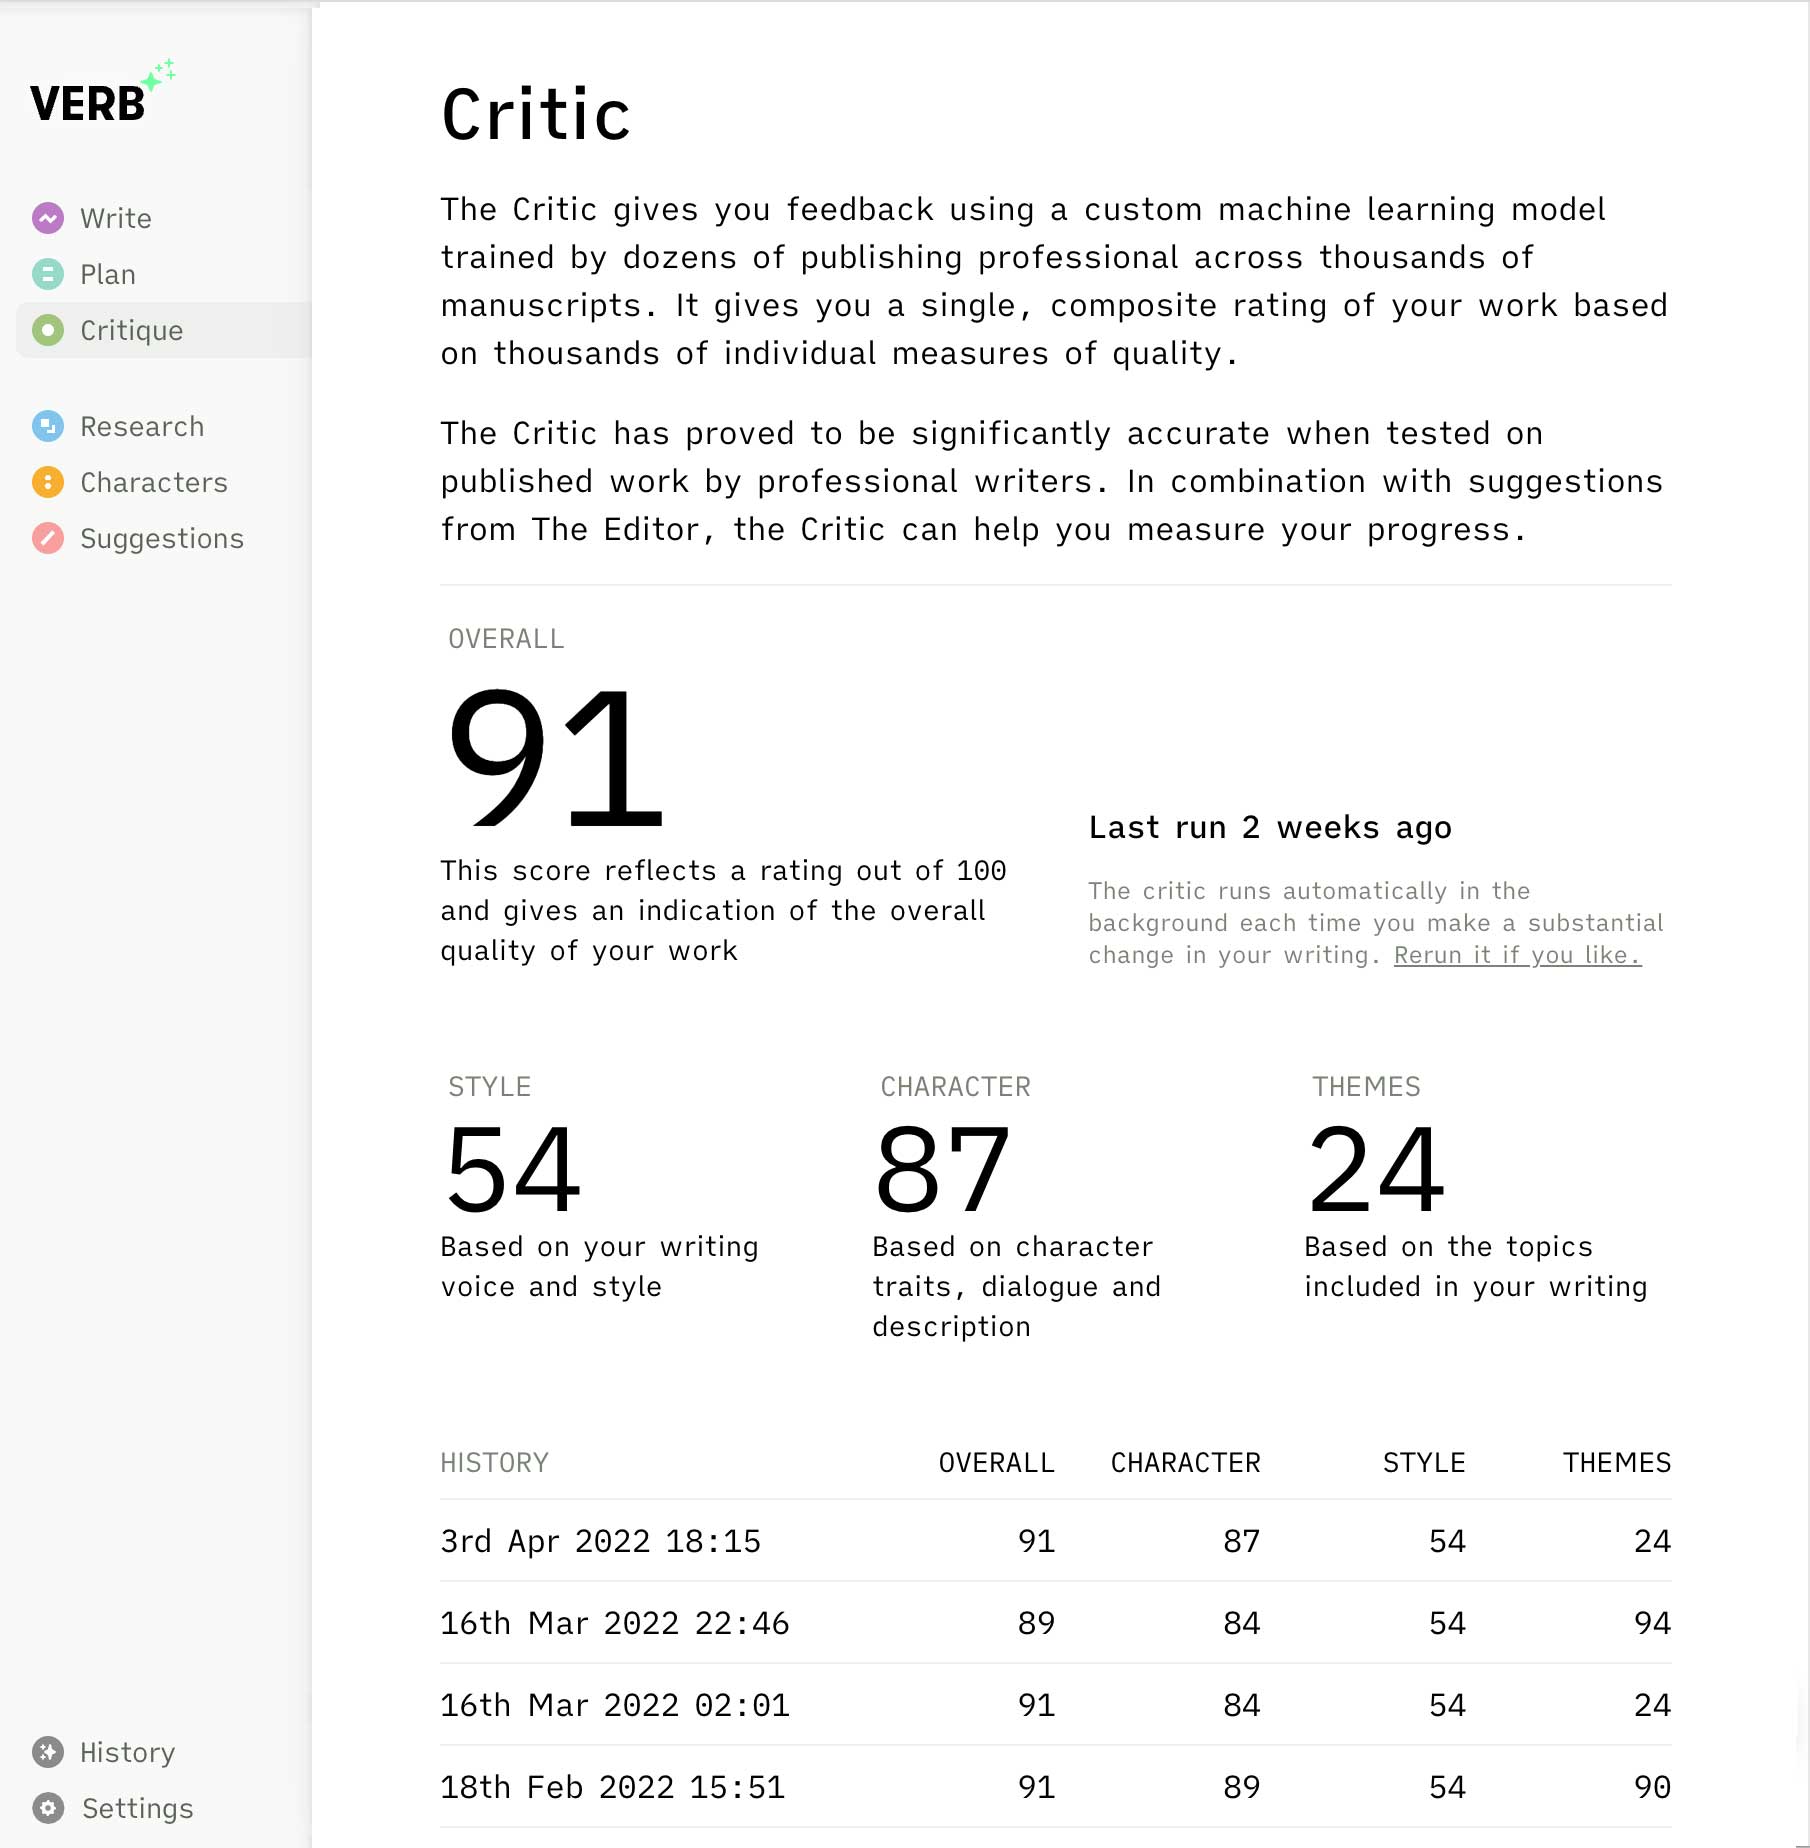 VERB
Write
Plan
Critique
Research
Characters
Suggestions
History
Settings
Critic
The Critic gives you feedback using a custom machine learning model
trained by dozens of publishing professional across thousands of
manuscripts. It gives you a single, composite rating of your work based
on thousands of individual measures of quality.
The Critic has proved to be significantly accurate when tested on
published work by professional writers. In combination with suggestions
from The Editor, the Critic can help you measure your progress.
OVERALL
91
This score reflects a rating out of 100
and gives an indication of the overall
quality of your work
Last run 2 weeks ago
The critic runs automatically in the
background each time you make a substantial
change in your writing. Rerun it if you like.
STYLE
54
Based on your writing
voice and style
CHARACTER
87
Based on character
traits, dialogue and
description
THEMES
24
Based on the topics
included in your writing
HISTORY OVERALL CHARACTER STYLE THEMES
3rd Apr 2022 18:15 91 87 54 24
16th Mar 2022 22:46 89 84 54 94
16th Mar 2022 02:01 91 84 54 24
18th Feb 2022 15:51 91 89 54 90